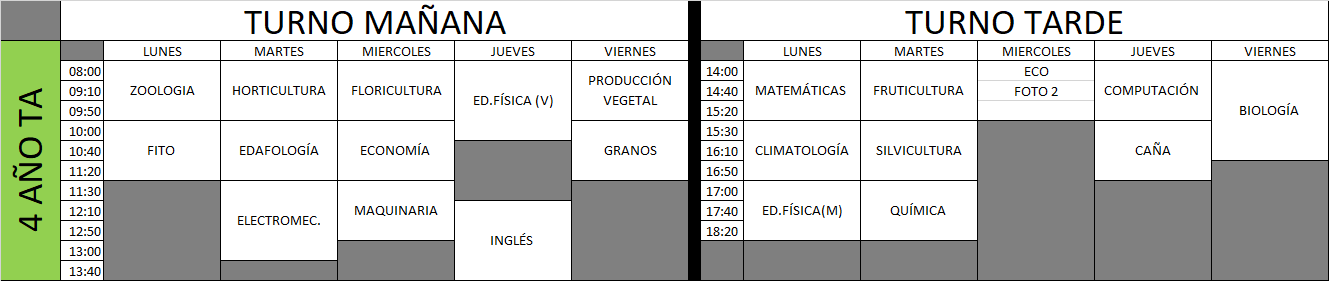 TURNO MAÑANA TURNO TARDE
4 AÑO TA
LUNES MARTES MIERCOLES JUEVES VIERNES LUNES MARTES MIERCOLES JUEVES VIERNES
08:00 14:00 ECO
09:10 ZOOLOGIA HORTICULTURA FLORICULTURA ED.FÍSICA (V) PRODUCCIÓN VEGETAL 14:40 MATEMÁTICAS FRUTICULTURA FOTO 2 COMPUTACIÓN BIOLOGÍA
09:50 15:20
10:00 15:30
10:40 FITO EDAFOLOGÍA ECONOMÍA GRANOS 16:10 CLIMATOLOGÍA SILVICULTURA CAÑA
11:20 16:50
11:30 17:00
12:10 ELECTROMEC. MAQUINARIA 17:40 ED.FÍSICA(M) QUÍMICA
12:50 INGLÉS 18:20
13:00
13:40